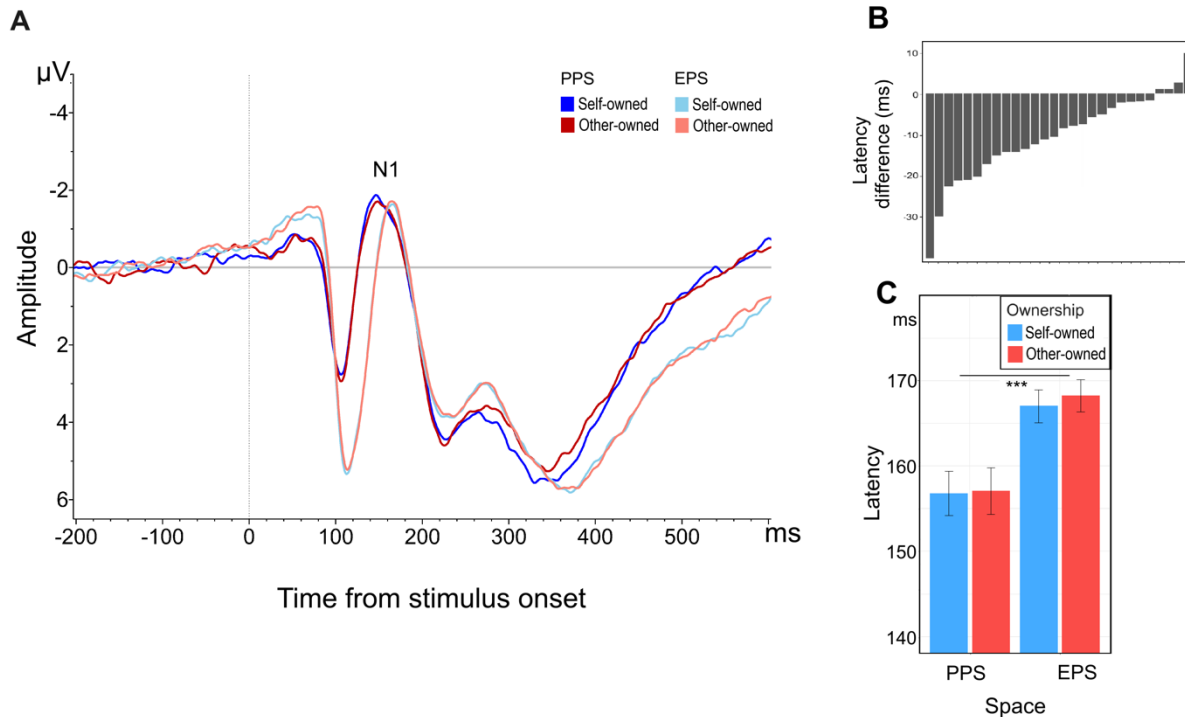 A
µV
-4
-2
0
2
4
6
Amplitude
PPS EPS
Self-owned Self-owned
Other-owned Other-owned
N1
-200 -100 0 100 200 300 400 500 ms
Time from stimulus onset
B
10
0
-10
-20
-30
Latency
difference (ms)
C
ms
170
160
150
140
Latency
Ownership
Self-owned
Other-owned
***
PPS EPS
Space